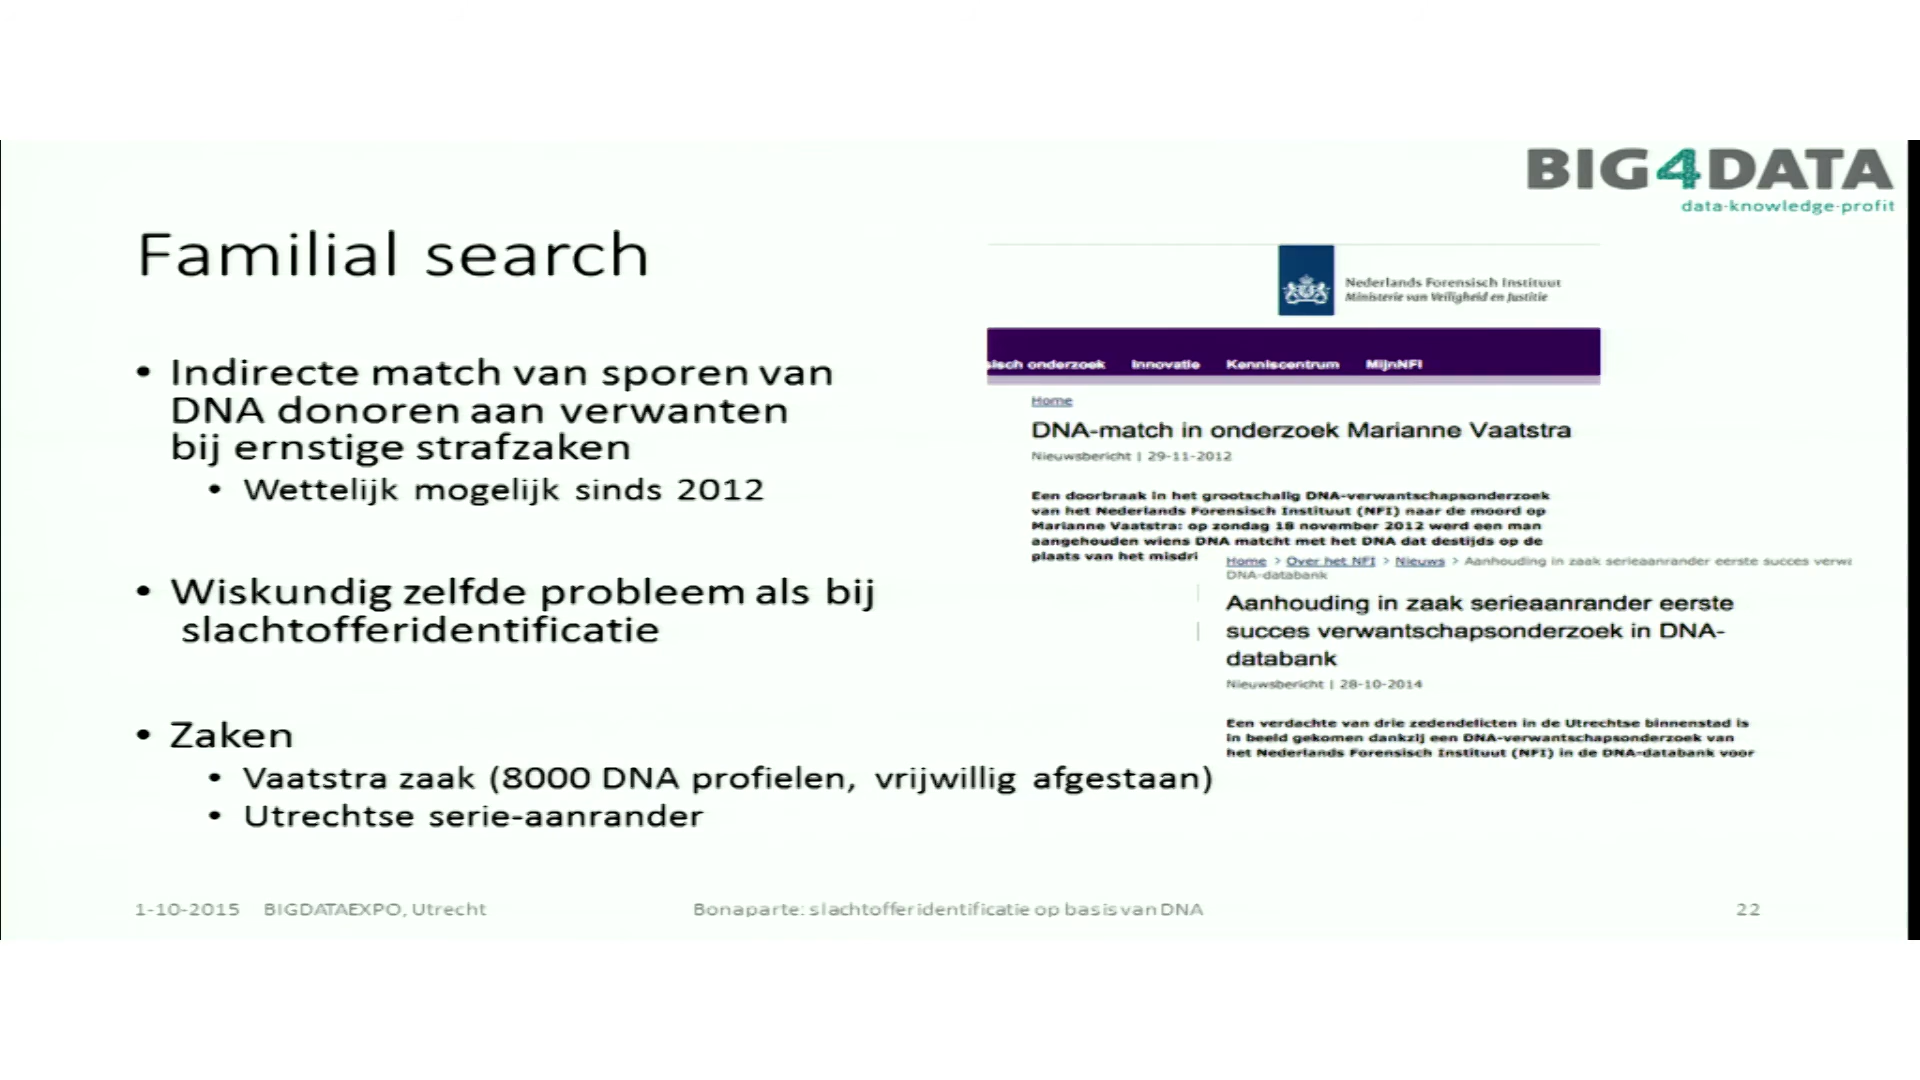 BIG4DATA
data-knowledge-profit
Familial search
• Indirecte match van sporen van
DNA donoren aan verwanten
bij ernstige strafzaken
• Wettelijk mogelijk sinds 2012
• Wiskundig zelfde probleem als bij
slachtofferidentificatie
• Zaken
• Vaatstra zaak (8000 DNA profielen, vrijwillig afgestaan)
• Utrechtse serie-aanrander
Nederlands Forensisch Instituut
Ministerie van Veiligheid en Justitie
isch onderzoek Innovatie Kenniscentrum MijnNFI
Home
DNA-match in onderzoek Marianne Vaatstra
Nieuwsbericht | 29-11-2012
Een doorbraak in het grootschalig DNA-verwantschapsonderzoek
van het Nederlands Forensisch Instituut (NFI) naar de moord op
Marianne Vaatstra: op zondag 18 november 2012 werd een man
aangehouden wiens DNA matcht met het DNA dat destijds op de
plaats van het misdri
Home > Over het NFI > Nieuws > Aanhouding in zaak serieaanrander eerste succes verwa
DNA-databank
Aanhouding in zaak serieaanrander eerste
succes verwantschapsonderzoek in DNA-
databank
Nieuwsbericht | 28-10-2014
Een verdachte van drie zedendelicten in de Utrechtse binnenstad is
in beeld gekomen dankzij een DNA-verwantschapsonderzoek van
het Nederlands Forensisch Instituut (NFI) in de DNA-databank voor
1-10-2015 BIGDATAEXPO, Utrecht Bonaparte: slachtofferidentificatie op basis van DNA 22